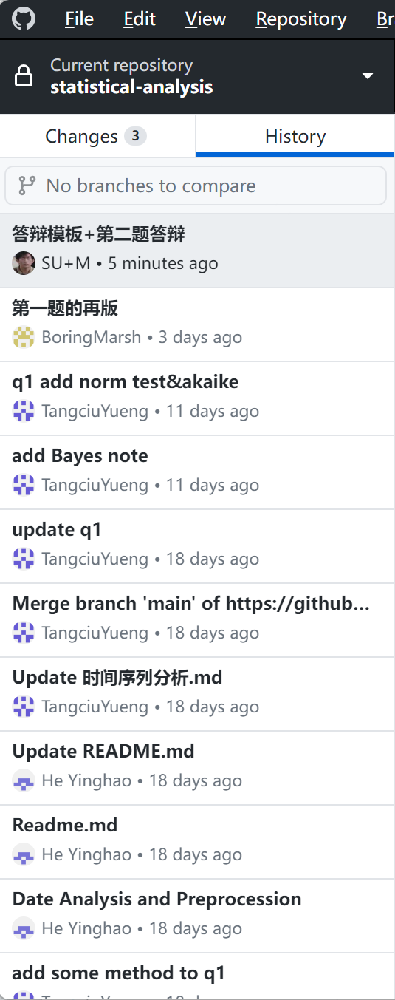 File Edit View Repository Br
Current repository
statistical-analysis
Changes 3 History
No branches to compare
答辩模板+第二题答辩
SU+M • 5 minutes ago
第一题的再版
BoringMarsh • 3 days ago
q1 add norm test&akaike
TangciuYueng • 11 days ago
add Bayes note
TangciuYueng • 11 days ago
update q1
TangciuYueng • 18 days ago
Merge branch 'main' of https://github...
TangciuYueng • 18 days ago
Update 时间序列分析.md
TangciuYueng • 18 days ago
Update README.md
He Yinghao • 18 days ago
Readme.md
He Yinghao • 18 days ago
Date Analysis and Preprocession
He Yinghao • 18 days ago
add some method to q1